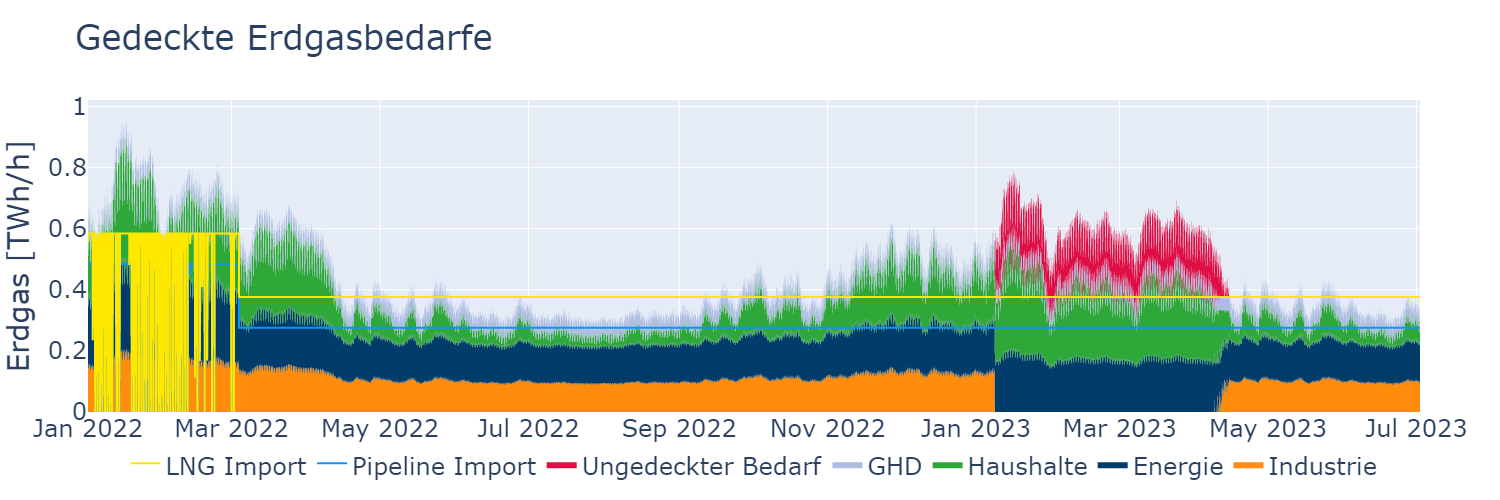 Gedeckte Erdgasbedarfe
Erdgas [TWh/h]
1
0.8
0.6
0.4
0.2
0
Jan 2022 Mar 2022 May 2022 Jul 2022 Sep 2022 Nov 2022 Jan 2023 Mar 2023 May 2023 Jul 2023
LNG Import Pipeline Import Ungedeckter Bedarf GHD Haushalte Energie Industrie